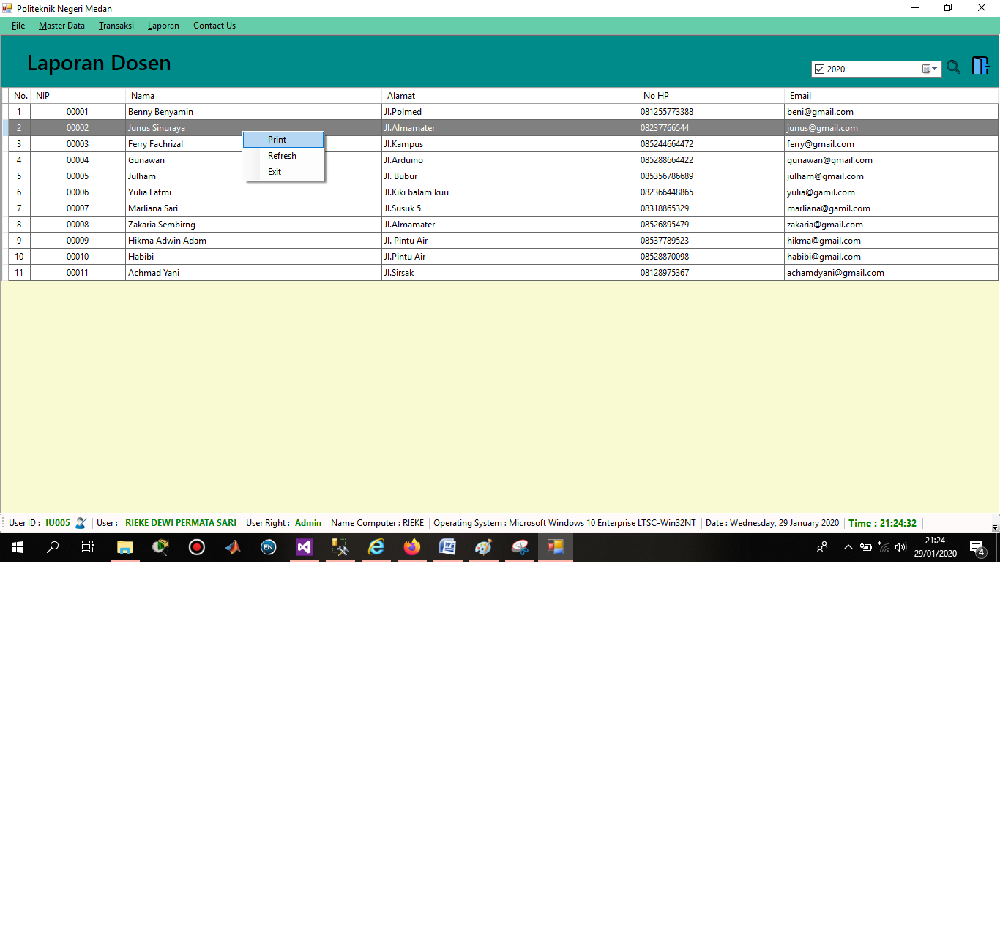 Politeknik Negeri Medan
File Master Data Transaksi Laporan Contact Us
Laporan Dosen
2020
No. NIP Nama Alamat No HP Email
1 00001 Benny Benyamin Jl.Polmed 081255773388 beni@gmail.com
2 00002 Junus Sinuraya Jl.Almamater 08237766544 junus@gmail.com
Print
3 00003 Ferry Fachrizal Jl.Kampus 085244664472 ferry@gmail.com
Refresh
4 00004 Gunawan Jl.Arduino 085288664422 gunawan@gmail.com
Exit
5 00005 Julham Jl. Bubur 085356786689 julham@gmail.com
6 00006 Yulia Fatmi Jl.Kiki balam kuu 082366448865 yulia@gamil.com
7 00007 Marliana Sari Jl.Susuk 5 08318865329 marliana@gamil.com
8 00008 Zakaria Sembirng Jl.Almamater 08526895479 zakaria@gmail.com
9 00009 Hikma Adwin Adam Jl. Pintu Air 08537789523 hikma@gmail.com
10 00010 Habibi Jl.Pintu Air 08528870098 habibi@gmail.com
11 00011 Achmad Yani Jl.Sirsak 08128975367 achamdyani@gmail.com
User ID : IU005 User : RIEKE DEWI PERMATA SARI User Right : Admin Name Computer : RIEKE Operating System : Microsoft Windows 10 Enterprise LTSC-Win32NT Date : Wednesday, 29 January 2020 Time : 21:24:32
EN
21:24
29/01/2020
4